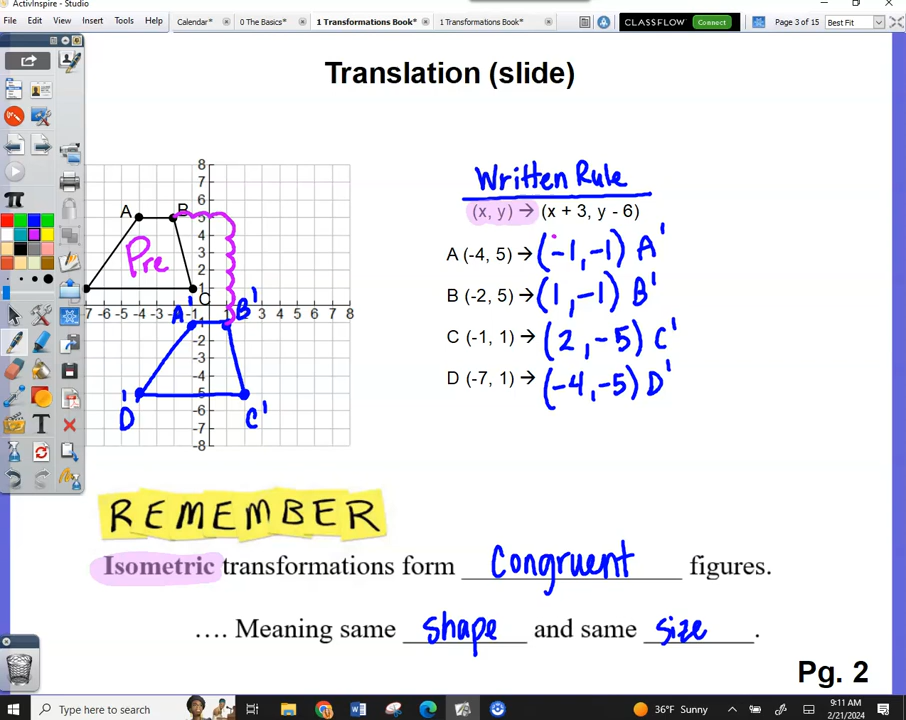 ActivInspire - Studio
File Edit View Insert Tools Help
Calendar* 0 The Basics* 1 Transformations Book* 1 Transformations Book*
CLASSFLOW Connect
Page 3 of 15 Best Fit
Translation (slide)
8
7
6
5
4
3
2
1
A B
Pre
C
7 -6 -5 -4 -3 -2 -1 1 2 3 4 5 6 7 8
A' B'
-2
-3
-4
-5
-6
-7
-8
D' C'
Written Rule
(x, y) → (x + 3, y - 6)
A (-4, 5) → (-1, -1) A'
B (-2, 5) → (1, -1) B'
C (-1, 1) → (2, -5) C'
D (-7, 1) → (-4, -5) D'
REMEMBER
Isometric transformations form congruent figures.
.... Meaning same shape and same size.
Pg. 2
Type here to search
36°F Sunny
9:11 AM
2/21/2024